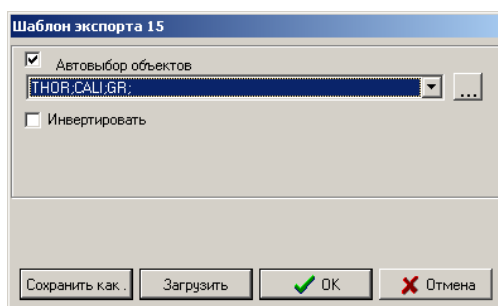 Шаблон экспорта 15
Автовыбор объектов
THOR;CALI;GR;
...
Инвертировать
Сохранить как . Загрузить OK Отмена